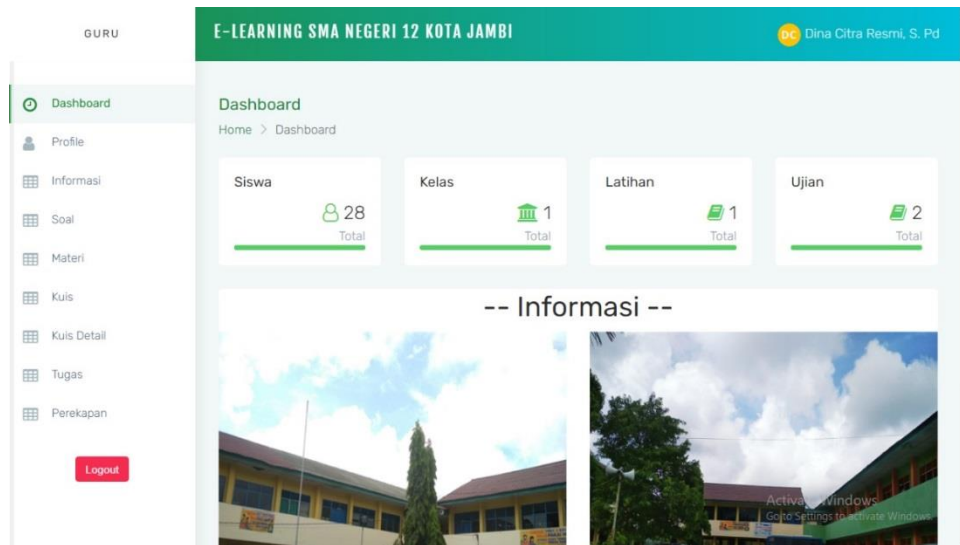 GURU
E-LEARNING SMA NEGERI 12 KOTA JAMBI
DC Dina Citra Resmi, S. Pd
Dashboard
Profile
Informasi
Soal
Materi
Kuis
Kuis Detail
Tugas
Perekapan
Logout
Dashboard
Home > Dashboard
Siswa
28
Total
Kelas
1
Total
Latihan
1
Total
Ujian
2
Total
-- Informasi --
Activate Windows
Go to Settings to activate Windows.